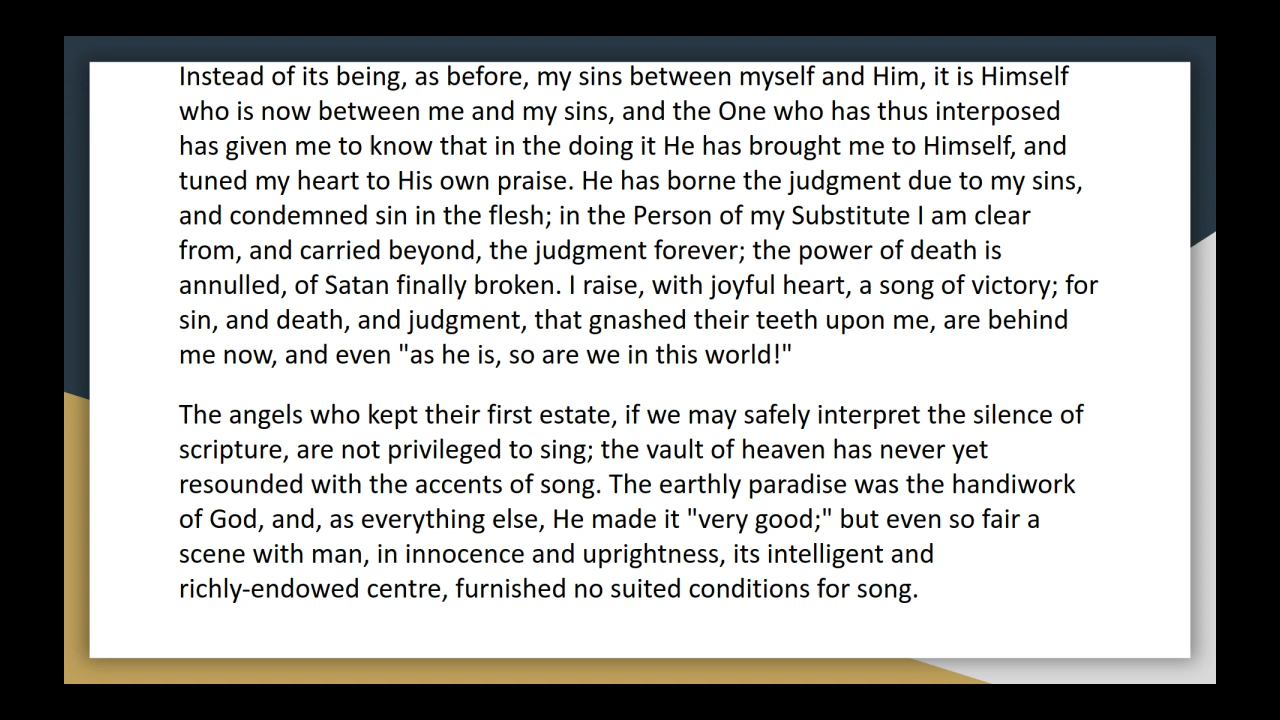 Instead of its being, as before, my sins between myself and Him, it is Himself
who is now between me and my sins, and the One who has thus interposed
has given me to know that in the doing it He has brought me to Himself, and
tuned my heart to His own praise. He has borne the judgment due to my sins,
and condemned sin in the flesh; in the Person of my Substitute I am clear
from, and carried beyond, the judgment forever; the power of death is
annulled, of Satan finally broken. I raise, with joyful heart, a song of victory; for
sin, and death, and judgment, that gnashed their teeth upon me, are behind
me now, and even "as he is, so are we in this world!"
The angels who kept their first estate, if we may safely interpret the silence of
scripture, are not privileged to sing; the vault of heaven has never yet
resounded with the accents of song. The earthly paradise was the handiwork
of God, and, as everything else, He made it "very good;" but even so fair a
scene with man, in innocence and uprightness, its intelligent and
richly-endowed centre, furnished no suited conditions for song.